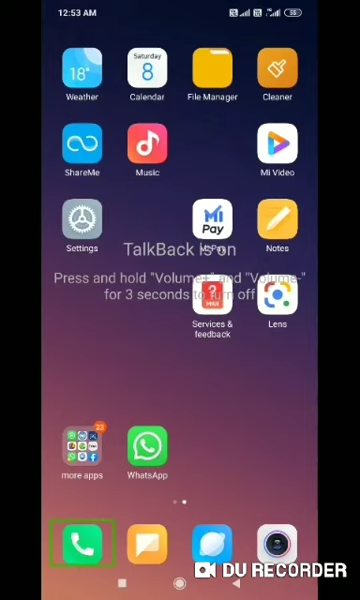 12:53 AM
55
Saturday
18°
8
Weather
Calendar
File Manager
Cleaner
ShareMe
Music
Mi Video
Pay
Settings
TalkBack is on
Mi Pay
Notes
Press and hold "Volume+" and "Volume-"
for 3 seconds to turn off
Services &
feedback
Lens
23
more apps
WhatsApp
DU RECORDER